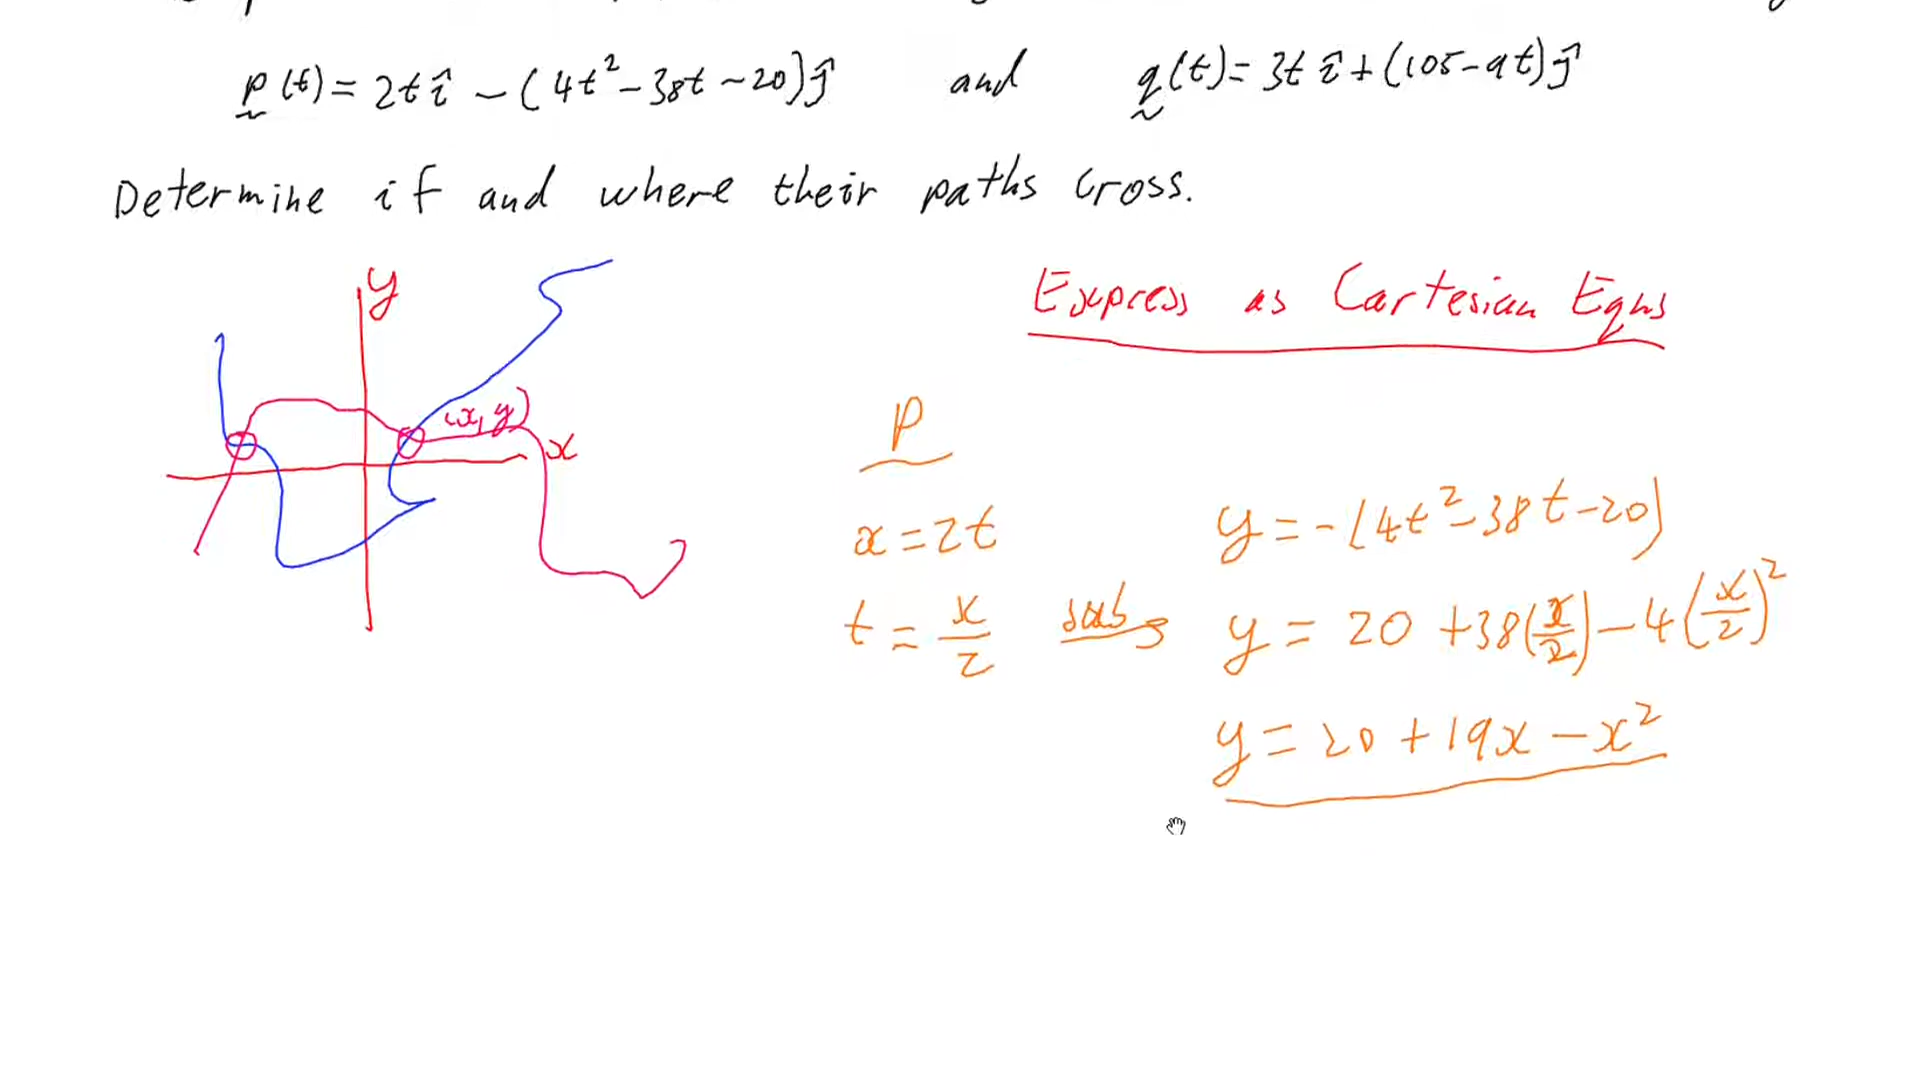 p(t) = 2t î - (4t² - 38t - 20) ĵ and q(t) = 3t î + (105 - 9t) ĵ
Determine if and where their paths cross.
y
Express as Cartesian Eqns
(x, y)
x
P
x = 2t y = -(4t² - 38t - 20)
t = x/2 sub y = 20 + 38(x/2) - 4(x/2)²
y = 20 + 19x - x²